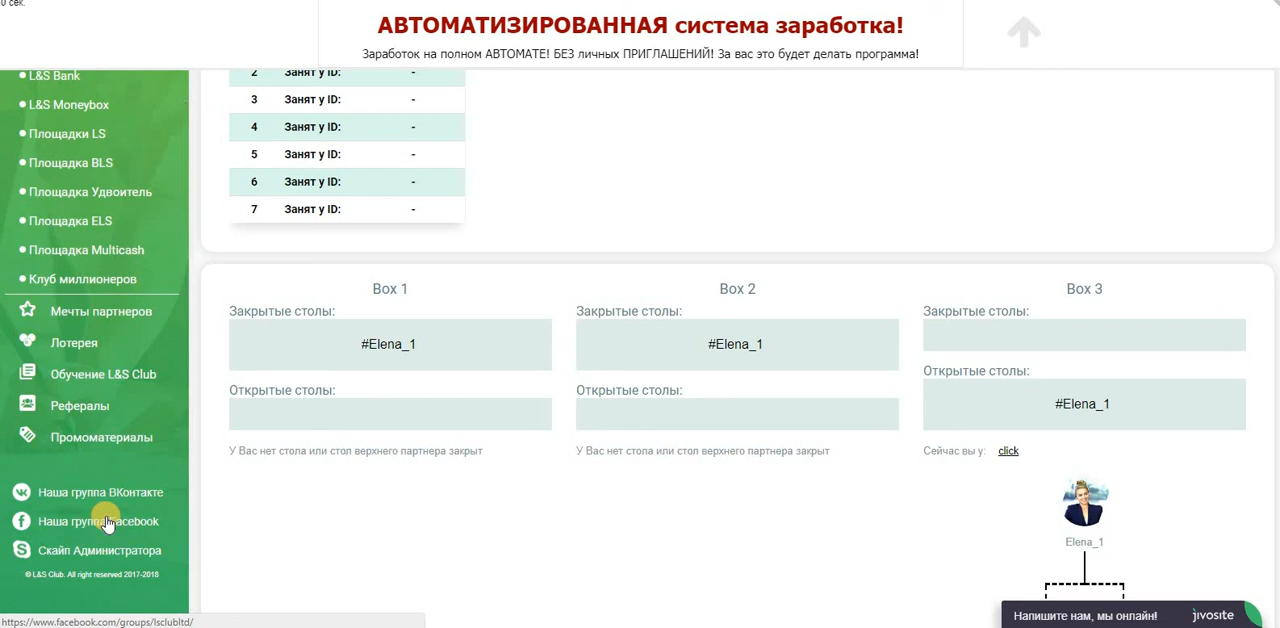 0 сек.
АВТОМАТИЗИРОВАННАЯ система заработка!
Заработок на полном АВТОМАТЕ! БЕЗ личных ПРИГЛАШЕНИЙ! За вас это будет делать программа!
L&S Bank
L&S Moneybox
Площадки LS
Площадка BLS
Площадка Удвоитель
Площадка ELS
Площадка Multicash
Клуб миллионеров
Мечты партнеров
Лотерея
Обучение L&S Club
Рефералы
Промоматериалы
Наша группа ВКонтакте
Наша группа Facebook
Скайп Администратора
© L&S Club. All right reserved 2017-2018
https://www.facebook.com/groups/lsclubltd/
2 Занят у ID: -
3 Занят у ID: -
4 Занят у ID: -
5 Занят у ID: -
6 Занят у ID: -
7 Занят у ID: -
Box 1
Закрытые столы:
#Elena_1
Открытые столы:
У Вас нет стола или стол верхнего партнера закрыт
Box 2
Закрытые столы:
#Elena_1
Открытые столы:
У Вас нет стола или стол верхнего партнера закрыт
Box 3
Закрытые столы:
Открытые столы:
#Elena_1
Сейчас вы у: click
Elena_1
Напишите нам, мы онлайн! jivosite